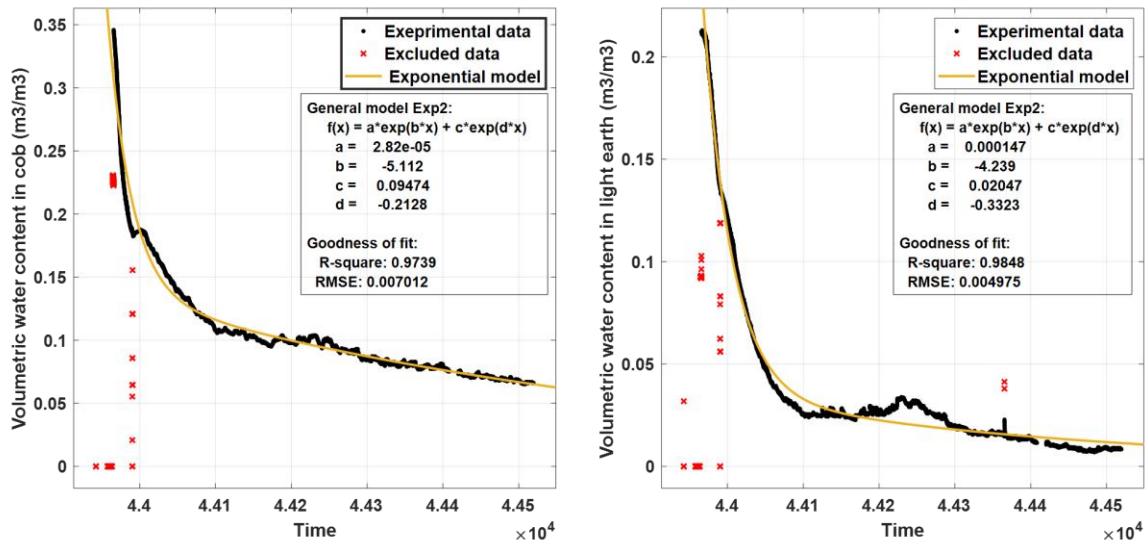 Volumetric water content in cob (m3/m3)
0.35
0.3
0.25
0.2
0.15
0.1
0.05
0
Exeprimental data
Excluded data
Exponential model
General model Exp2:
f(x) = a*exp(b*x) + c*exp(d*x)
a = 2.82e-05
b = -5.112
c = 0.09474
d = -0.2128
Goodness of fit:
R-square: 0.9739
RMSE: 0.007012
4.4 4.41 4.42 4.43 4.44 4.45
Time
×10^4
Volumetric water content in light earth (m3/m3)
0.2
0.15
0.1
0.05
0
Experimental data
Excluded data
Exponential model
General model Exp2:
f(x) = a*exp(b*x) + c*exp(d*x)
a = 0.000147
b = -4.239
c = 0.02047
d = -0.3323
Goodness of fit:
R-square: 0.9848
RMSE: 0.004975
4.4 4.41 4.42 4.43 4.44 4.45
Time
×10^4